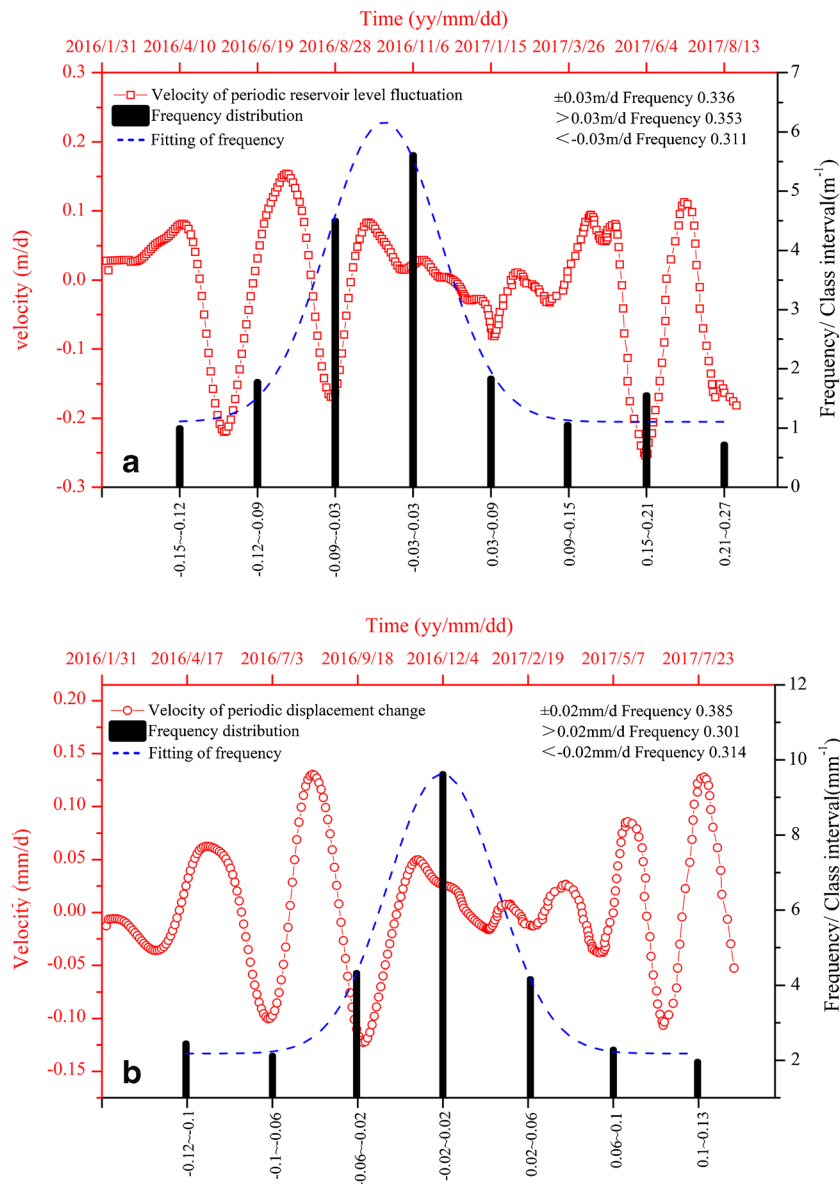 Time (yy/mm/dd)
2016/1/31 2016/4/10 2016/6/19 2016/8/28 2016/11/6 2017/1/15 2017/3/26 2017/6/4 2017/8/13
0.3 7
Velocity of periodic reservoir level fluctuation ±0.03m/d Frequency 0.336
Frequency distribution >0.03m/d Frequency 0.353
Fitting of frequency <-0.03m/d Frequency 0.311
0.2 6
5
0.1
4
0.0
3
-0.1
2
-0.2
1
-0.3 0
velocity (m/d)
Frequency/ Class interval(m⁻¹)
a
-0.15~-0.12 -0.12~-0.09 -0.09~-0.03 -0.03~0.03 0.03~0.09 0.09~0.15 0.15~0.21 0.21~0.27
Time (yy/mm/dd)
2016/1/31 2016/4/17 2016/7/3 2016/9/18 2016/12/4 2017/2/19 2017/5/7 2017/7/23
12
0.20
Velocity of periodic displacement change ±0.02mm/d Frequency 0.385
Frequency distribution >0.02mm/d Frequency 0.301
Fitting of frequency <-0.02mm/d Frequency 0.314
0.15
10
0.10
8
0.05
0.00 6
-0.05
4
-0.10
2
-0.15
Velocity (mm/d)
Frequency/ Class interval(mm⁻¹)
b
-0.12~-0.1 -0.1~-0.06 -0.06~-0.02 -0.02~0.02 0.02~0.06 0.06~0.1 0.1~0.13